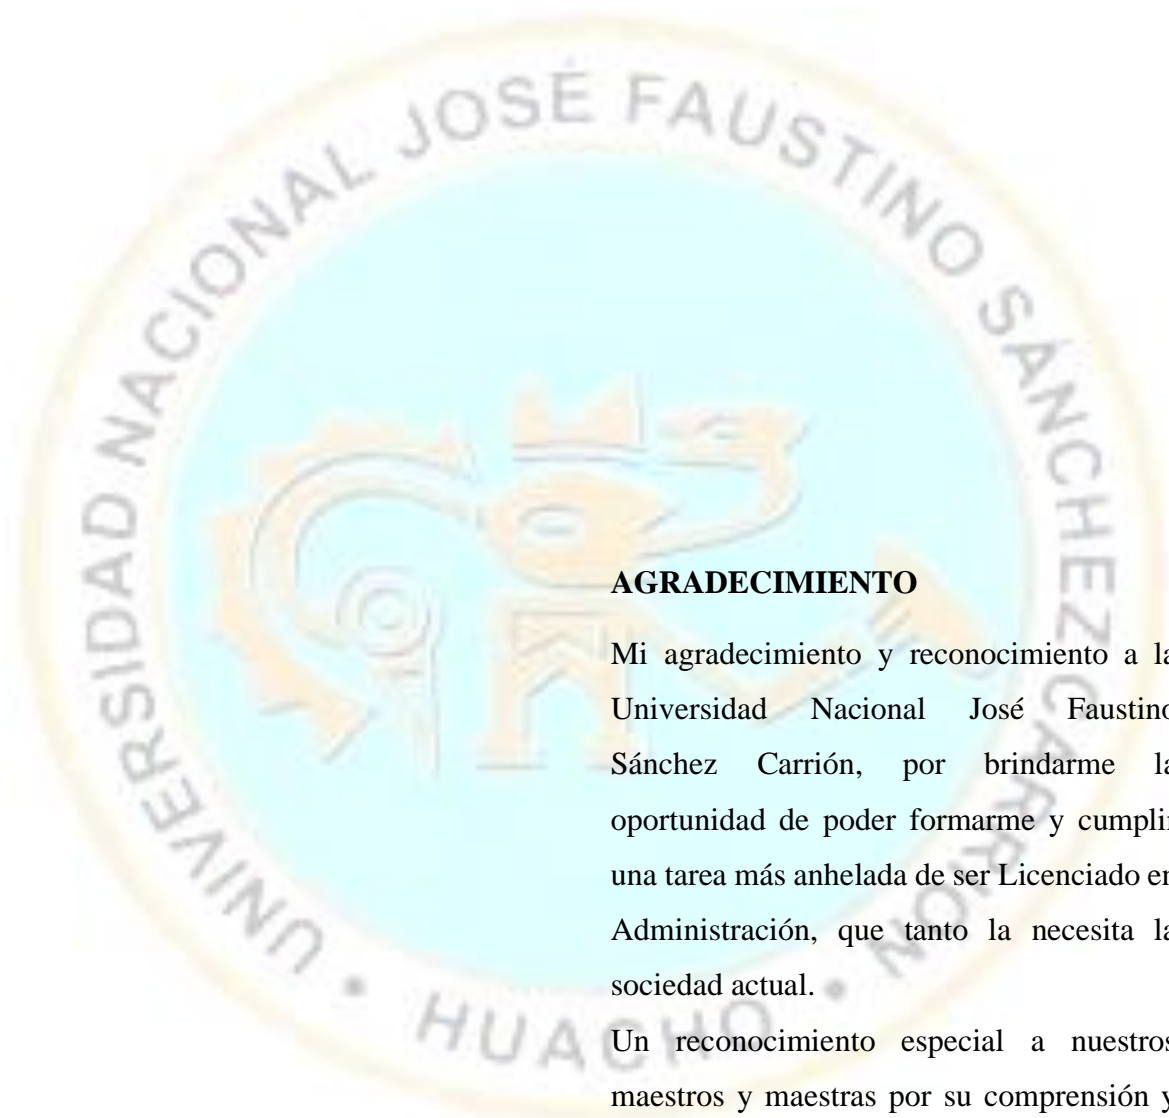 UNIVERSIDAD NACIONAL JOSÉ FAUSTINO SÁNCHEZ CARRIÓN • HUACHO •
AGRADECIMIENTO
Mi agradecimiento y reconocimiento a la
Universidad Nacional José Faustino
Sánchez Carrión, por brindarme la
oportunidad de poder formarme y cumplir
una tarea más anhelada de ser Licenciado en
Administración, que tanto la necesita la
sociedad actual.
Un reconocimiento especial a nuestros
maestros y maestras por su comprensión y